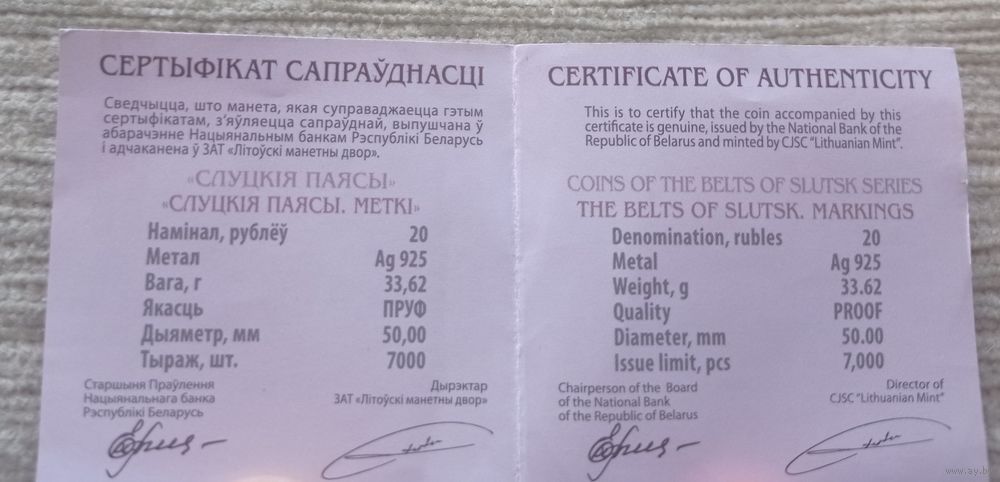 СЕРТЫФІКАТ САПРАЎДНАСЦІ
Сведчыцца, што манета, якая суправаджаецца гэтым
сертыфікатам, з'яўляецца сапраўднай, выпушчана ў
абарачэнне Нацыянальным банкам Рэспублікі Беларусь
і адчаканена ў ЗАТ «Літоўскі манетны двор».
«СЛУЦКІЯ ПАЯСЫ»
«СЛУЦКІЯ ПАЯСЫ. МЕТКІ»
Намінал, рублёў 20
Метал Ag 925
Вага, г 33,62
Якасць ПРУФ
Дыяметр, мм 50,00
Тыраж, шт. 7000
Старшыня Праўлення
Нацыянальнага банка
Рэспублікі Беларусь
Дырэктар
ЗАТ «Літоўскі манетны двор»
CERTIFICATE OF AUTHENTICITY
This is to certify that the coin accompanied by this
certificate is genuine, issued by the National Bank of the
Republic of Belarus and minted by CJSC "Lithuanian Mint".
COINS OF THE BELTS OF SLUTSK SERIES
THE BELTS OF SLUTSK. MARKINGS
Denomination, rubles 20
Metal Ag 925
Weight, g 33.62
Quality PROOF
Diameter, mm 50.00
Issue limit, pcs 7,000
Chairperson of the Board
of the National Bank
of the Republic of Belarus
Director of
CJSC "Lithuanian Mint"